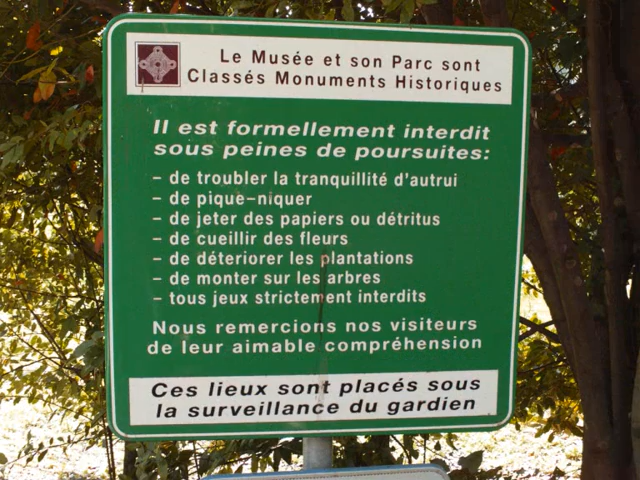 Le Musée et son Parc sont
Classés Monuments Historiques
Il est formellement interdit
sous peines de poursuites:
- de troubler la tranquillité d'autrui
- de pique-niquer
- de jeter des papiers ou détritus
- de cueillir des fleurs
- de déteriorer les plantations
- de monter sur les arbres
- tous jeux strictement interdits
Nous remercions nos visiteurs
de leur aimable compréhension
Ces lieux sont placés sous
la surveillance du gardien